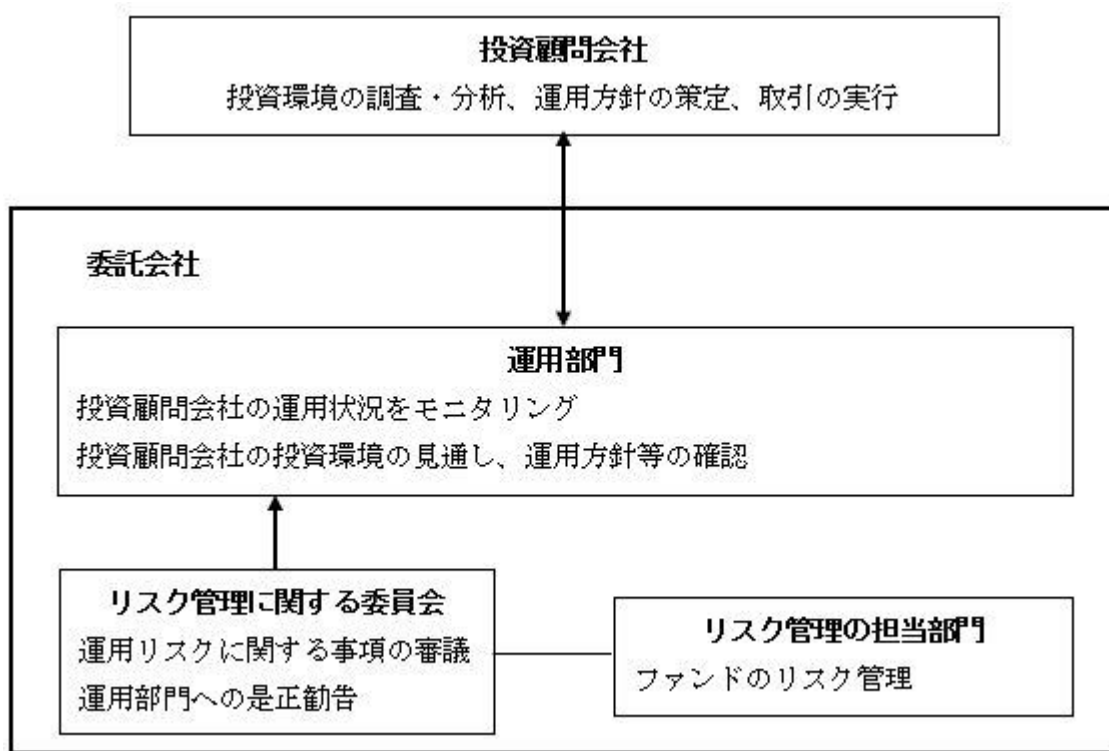 投資顧問会社
投資環境の調査・分析、運用方針の策定、取引の実行
委託会社
運用部門
投資顧問会社の運用状況をモニタリング
投資顧問会社の投資環境の見通し、運用方針等の確認
リスク管理に関する委員会
運用リスクに関する事項の審議
運用部門への是正勧告
リスク管理の担当部門
ファンドのリスク管理